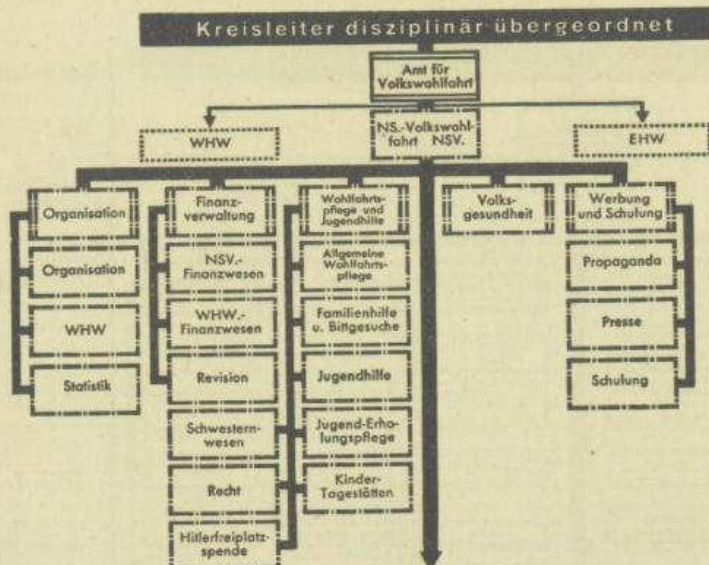 Kreisleiter disziplinär übergeordnet
Amt für
Volkswohlfahrt
WHW
NS.-Volkswohl-
fahrt NSV.
EHW
Organisation
Organisation
WHW
Statistik
Finanz-
verwaltung
NSV.-
Finanzwesen
WHW.-
Finanzwesen
Revision
Schwestern-
wesen
Recht
Hitlerfreiplatz-
spende
Wohlfahrts-
pflege und
Jugendhilfe
Allgemeine
Wohlfahrts-
pflege
Familienhilfe
u. Bittgesuche
Jugendhilfe
Jugend-Erho-
lungspflege
Kinder-
Tagestätten
Volks-
gesundheit
Werbung
und Schulung
Propaganda
Presse
Schulung